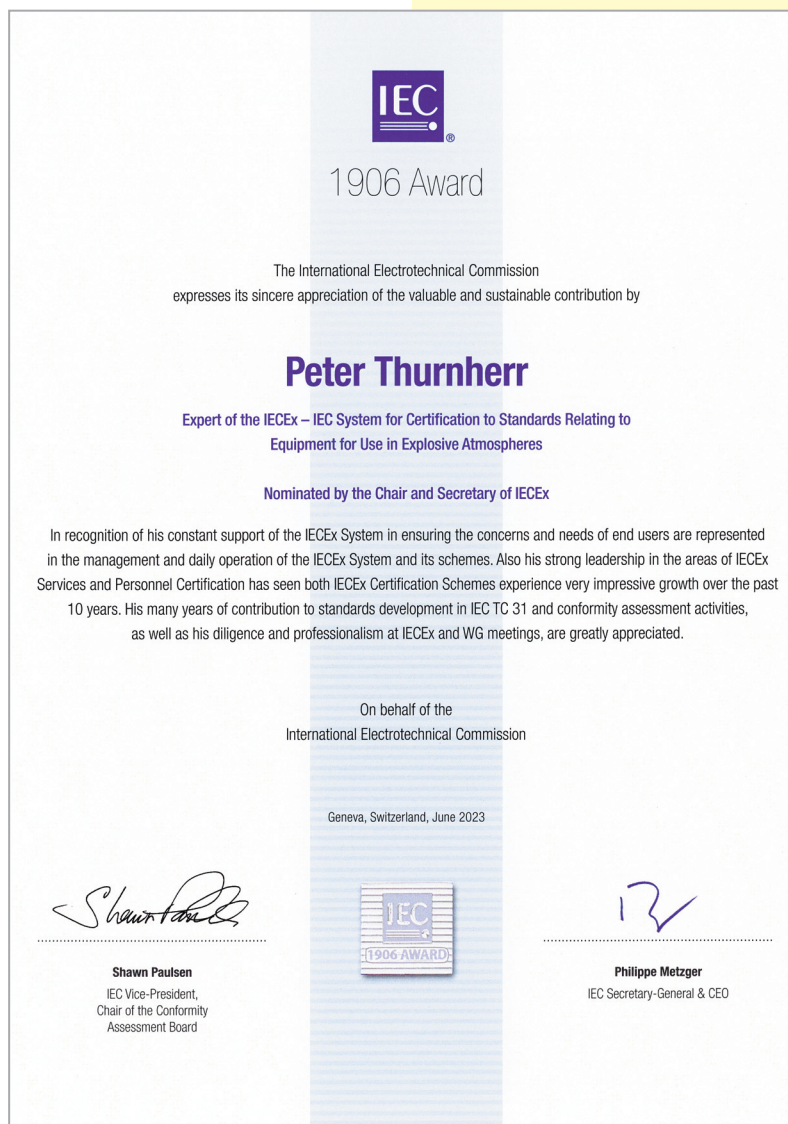 IEC
®
1906 Award
The International Electrotechnical Commission
expresses its sincere appreciation of the valuable and sustainable contribution by
Peter Thurnherr
Expert of the IECEx – IEC System for Certification to Standards Relating to
Equipment for Use in Explosive Atmospheres
Nominated by the Chair and Secretary of IECEx
In recognition of his constant support of the IECEx System in ensuring the concerns and needs of end users are represented
in the management and daily operation of the IECEx System and its schemes. Also his strong leadership in the areas of IECEx
Services and Personnel Certification has seen both IECEx Certification Schemes experience very impressive growth over the past
10 years. His many years of contribution to standards development in IEC TC 31 and conformity assessment activities,
as well as his diligence and professionalism at IECEx and WG meetings, are greatly appreciated.
On behalf of the
International Electrotechnical Commission
Geneva, Switzerland, June 2023
IEC
1906 AWARD
Shawn Paulsen
IEC Vice-President,
Chair of the Conformity
Assessment Board
Philippe Metzger
IEC Secretary-General & CEO